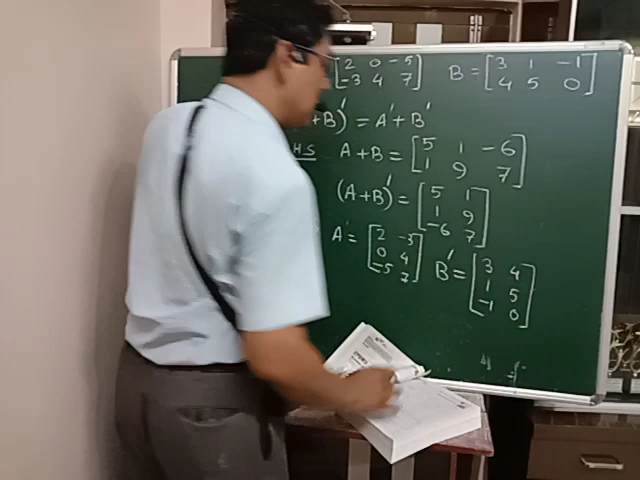 [2 0 -5] B = [3 1 -1]
[-3 4 7] [4 5 0]
+B)' = A' + B'
HS A + B = [5 1 -6]
[1 9 7]
(A+B)' = [5 1]
[1 9]
[-6 7]
A' = [2 -3]
[0 4]
[-5 7]
B' = [3 4]
[1 5]
[-1 0]